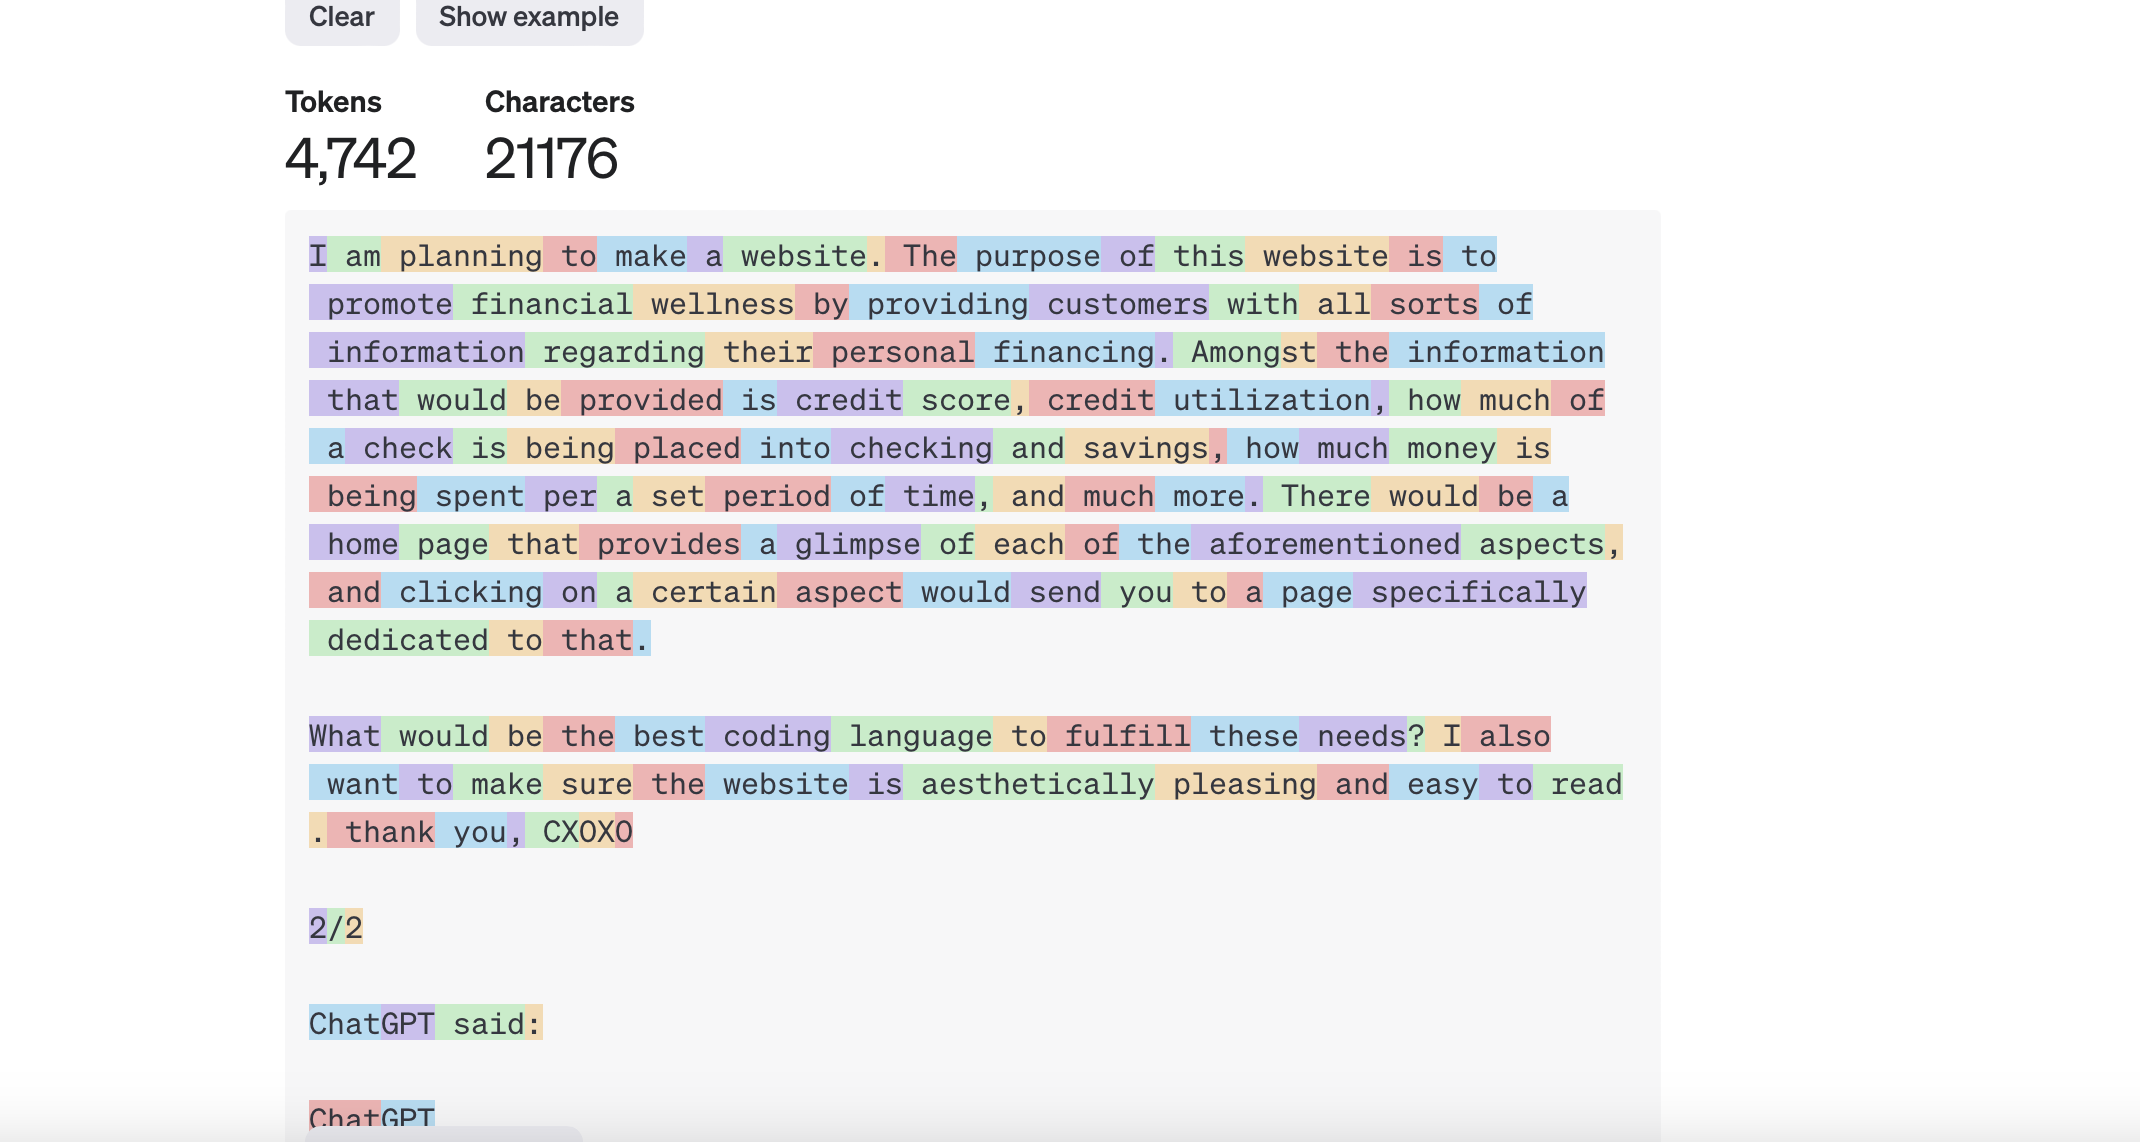 Clear Show example
Tokens Characters
4,742 21176
I am planning to make a website. The purpose of this website is to
promote financial wellness by providing customers with all sorts of
information regarding their personal financing. Amongst the information
that would be provided is credit score, credit utilization, how much of
a check is being placed into checking and savings, how much money is
being spent per a set period of time, and much more. There would be a
home page that provides a glimpse of each of the aforementioned aspects,
and clicking on a certain aspect would send you to a page specifically
dedicated to that.
What would be the best coding language to fulfill these needs? I also
want to make sure the website is aesthetically pleasing and easy to read
. thank you, CXOXO
2/2
ChatGPT said:
ChatGPT